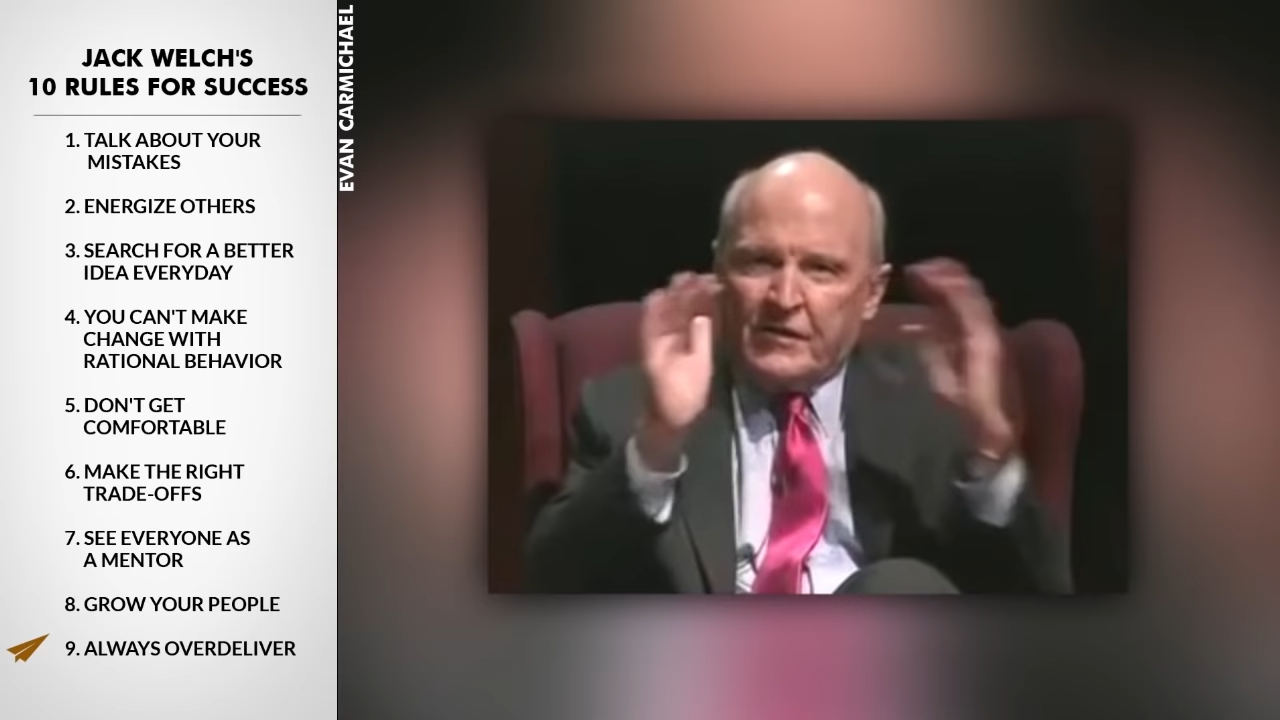 JACK WELCH'S
10 RULES FOR SUCCESS
1. TALK ABOUT YOUR
MISTAKES
2. ENERGIZE OTHERS
3. SEARCH FOR A BETTER
IDEA EVERYDAY
4. YOU CAN'T MAKE
CHANGE WITH
RATIONAL BEHAVIOR
5. DON'T GET
COMFORTABLE
6. MAKE THE RIGHT
TRADE-OFFS
7. SEE EVERYONE AS
A MENTOR
8. GROW YOUR PEOPLE
9. ALWAYS OVERDELIVER
EVAN CARMICHAEL